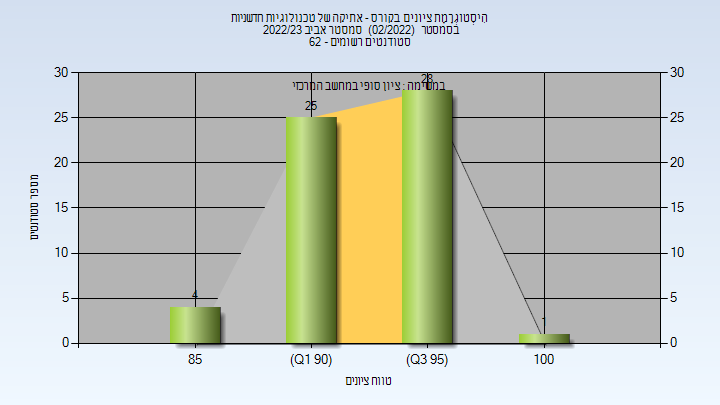 היסטוגרמת ציונים בקורס - אתיקה של טכנולוגיות חדשניות
בסמסטר (02/2022) סמסטר אביב 2022/23
סטודנטים רשומים - 62
במשימה : ציון סופי במחשב המרכזי
30 30
25 25
20 20
15 15
10 10
5 5
0 0
4 25 28 1
85 (Q1 90) (Q3 95) 100
מספר סטודנטים
טווח ציונים